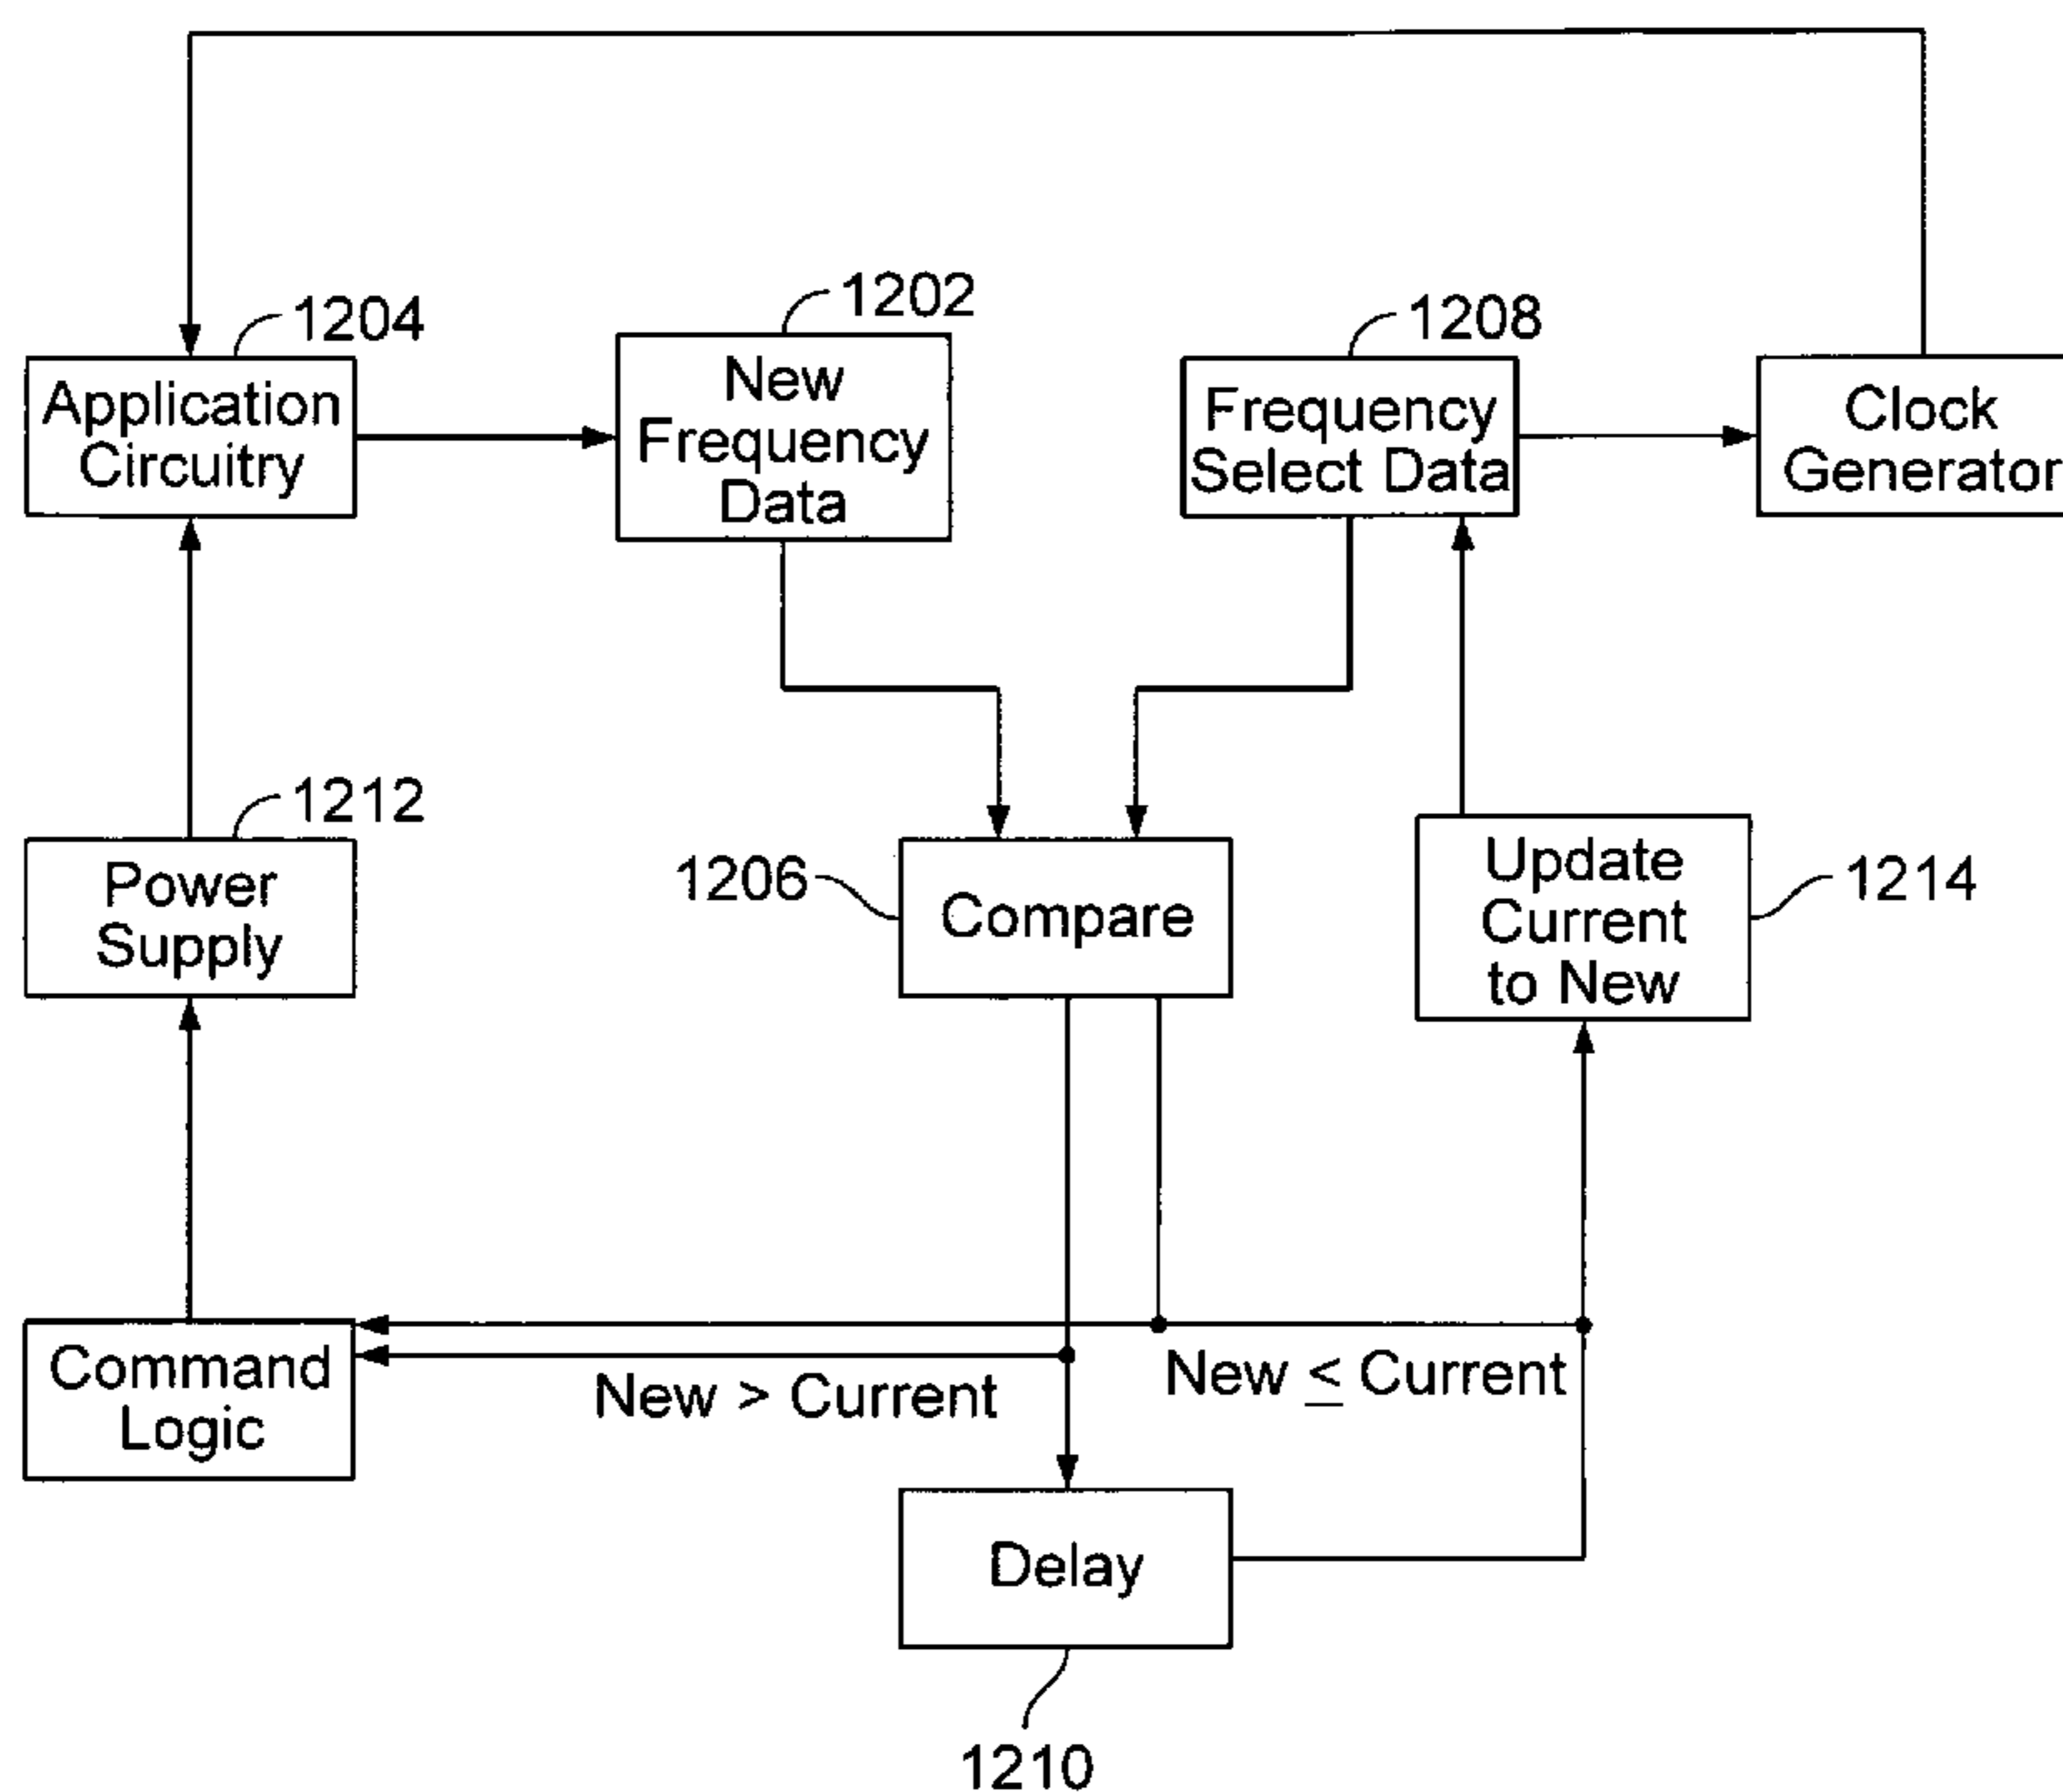 1204
Application
Circuitry
1202
New
Frequency
Data
1208
Frequency
Select Data
Clock
Generator
1212
Power
Supply
1206
Compare
Update
Current
to New
1214
Command
Logic
New > Current
New ≤ Current
Delay
1210